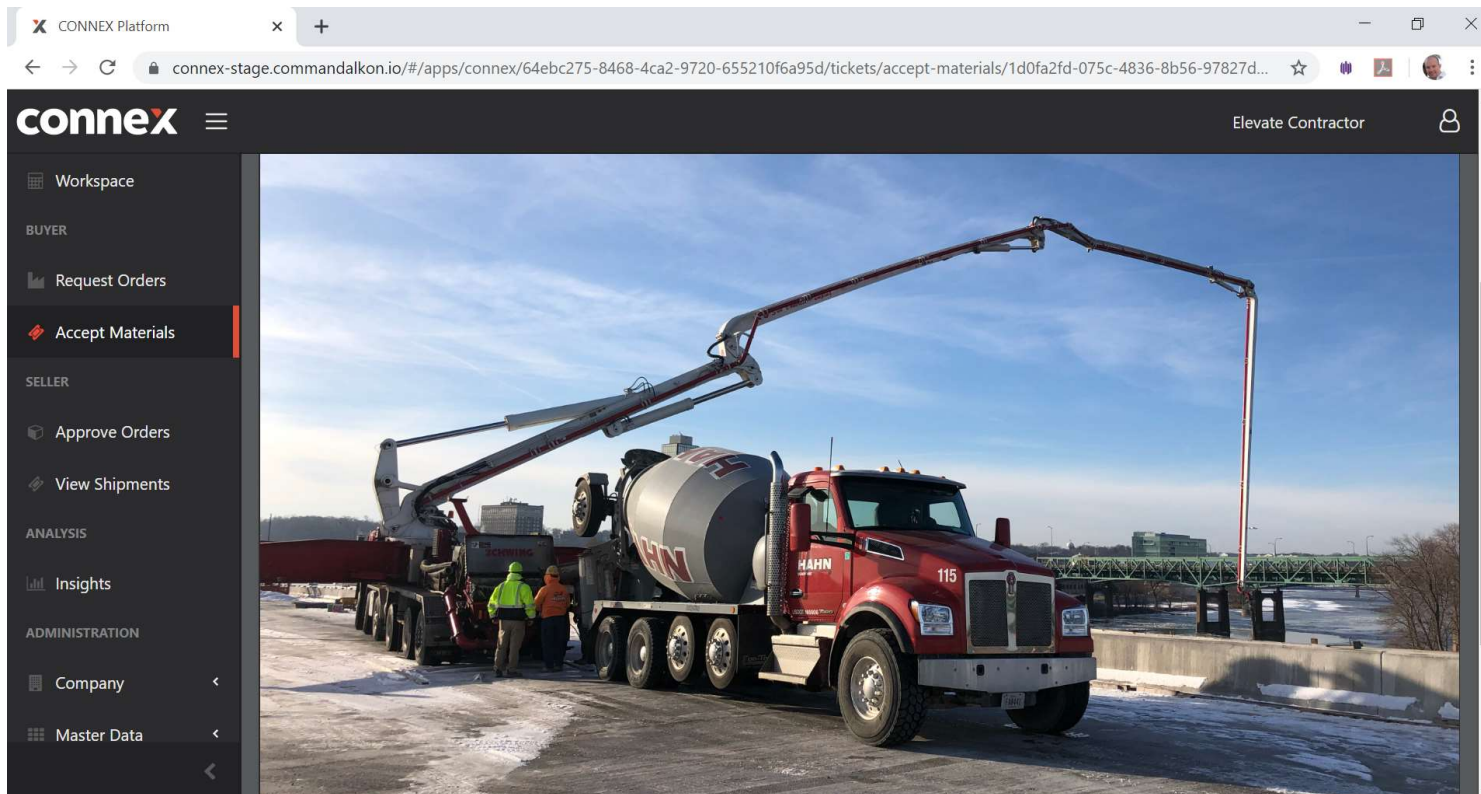 CONNEX Platform
connex-stage.commandalkon.io/#/apps/connex/64ebc275-8468-4ca2-9720-655210f6a95d/tickets/accept-materials/1d0fa2fd-075c-4836-8b56-97827d...
connex
Elevate Contractor
Workspace
BUYER
Request Orders
Accept Materials
SELLER
Approve Orders
View Shipments
ANALYSIS
Insights
ADMINISTRATION
Company
Master Data
SCHWING
HAHN
115